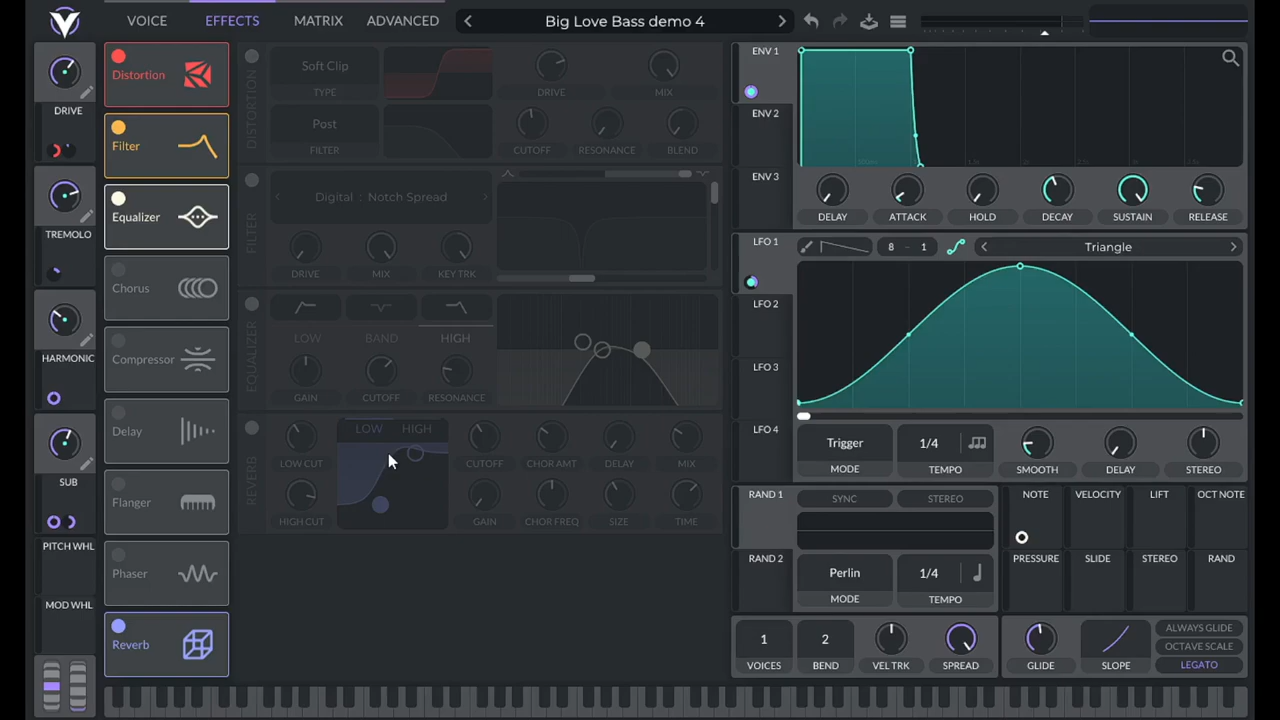 VOICE
EFFECTS
MATRIX
ADVANCED
Big Love Bass demo 4
DRIVE
TREMOLO
HARMONIC
SUB
PITCH WHL
MOD WHL
Distortion
Filter
Equalizer
Chorus
Compressor
Delay
Flanger
Phaser
Reverb
DISTORTION
Soft Clip
TYPE
Post
FILTER
DRIVE
MIX
CUTOFF
RESONANCE
BLEND
FILTER
Digital : Notch Spread
DRIVE
MIX
KEY TRK
EQUALIZER
LOW
BAND
HIGH
GAIN
CUTOFF
RESONANCE
REVERB
LOW CUT
HIGH CUT
LOW
HIGH
CUTOFF
CHOR AMT
DELAY
MIX
GAIN
CHOR FREQ
SIZE
TIME
ENV 1
ENV 2
ENV 3
DELAY
ATTACK
HOLD
DECAY
SUSTAIN
RELEASE
LFO 1
8 - 1
Triangle
LFO 2
LFO 3
LFO 4
Trigger
MODE
1/4
TEMPO
SMOOTH
DELAY
STEREO
RAND 1
SYNC
STEREO
RAND 2
Perlin
MODE
1/4
TEMPO
NOTE
VELOCITY
LIFT
OCT NOTE
PRESSURE
SLIDE
STEREO
RAND
1
VOICES
2
BEND
VEL TRK
SPREAD
GLIDE
SLOPE
ALWAYS GLIDE
OCTAVE SCALE
LEGATO